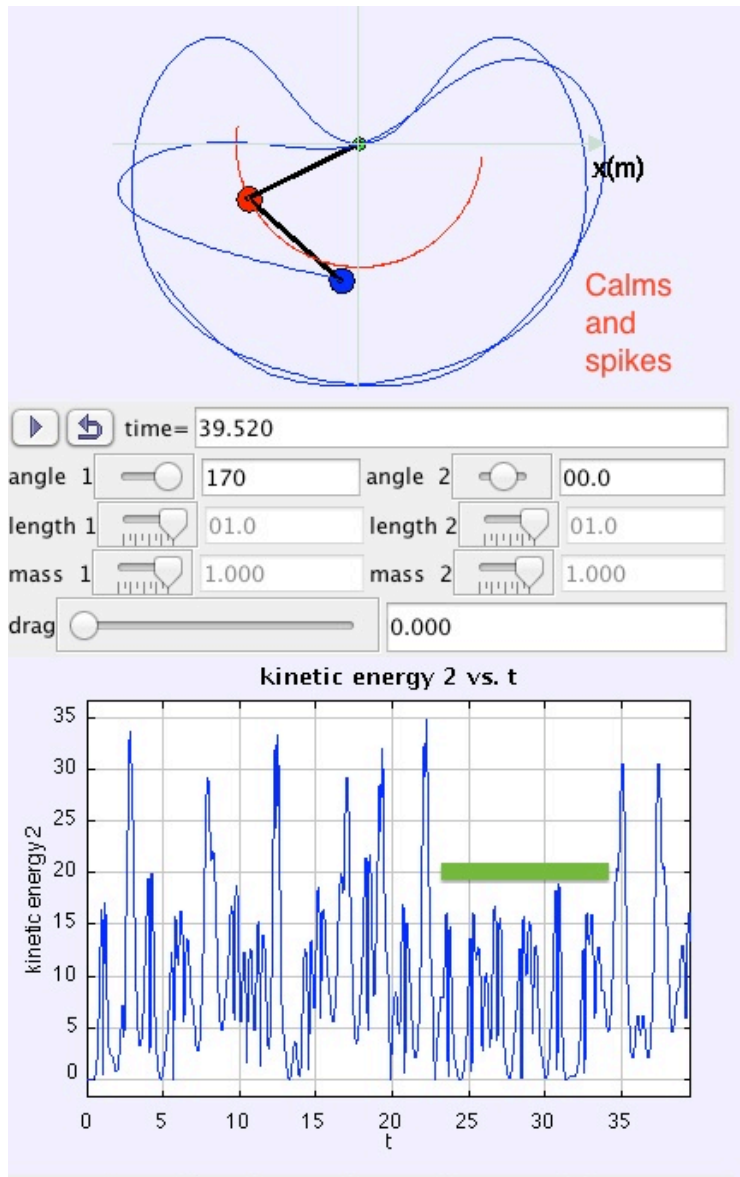 x(m)
Calms
and
spikes
time= 39.520
angle 1 170 angle 2 00.0
length 1 01.0 length 2 01.0
mass 1 1.000 mass 2 1.000
drag 0.000
kinetic energy 2 vs. t
35
30
25
20
15
10
5
0
kinetic energy 2
0 5 10 15 20 25 30 35
t